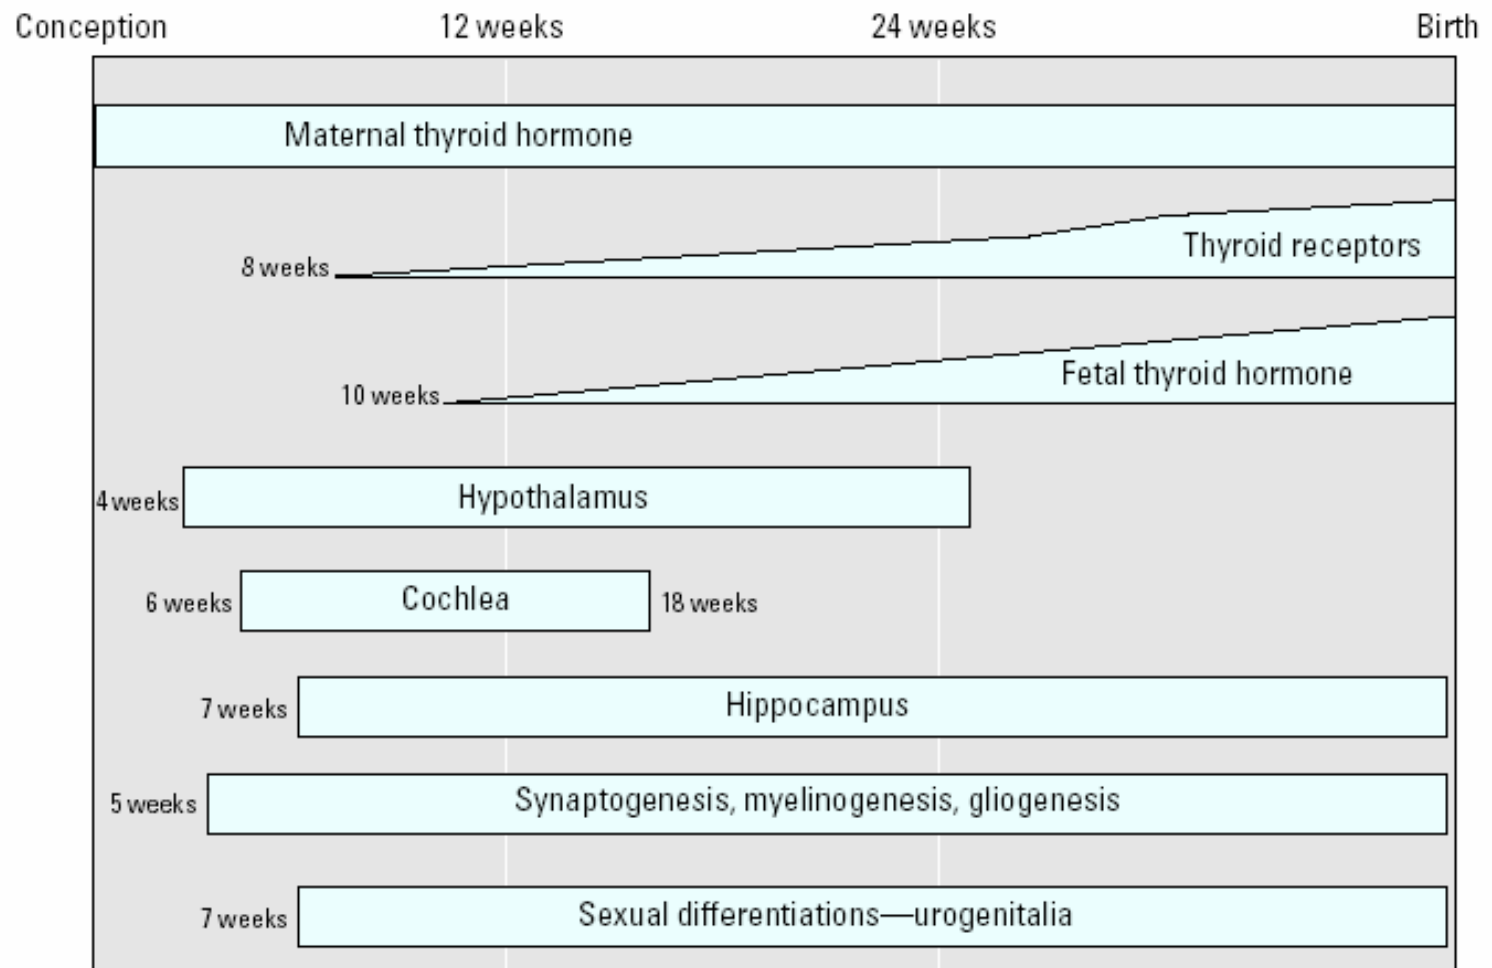 Conception 12 weeks 24 weeks Birth
Maternal thyroid hormone
Thyroid receptors
8 weeks
Fetal thyroid hormone
10 weeks
Hypothalamus
4 weeks
Cochlea
6 weeks 18 weeks
Hippocampus
7 weeks
Synaptogenesis, myelinogenesis, gliogenesis
5 weeks
Sexual differentiations—urogenitalia
7 weeks